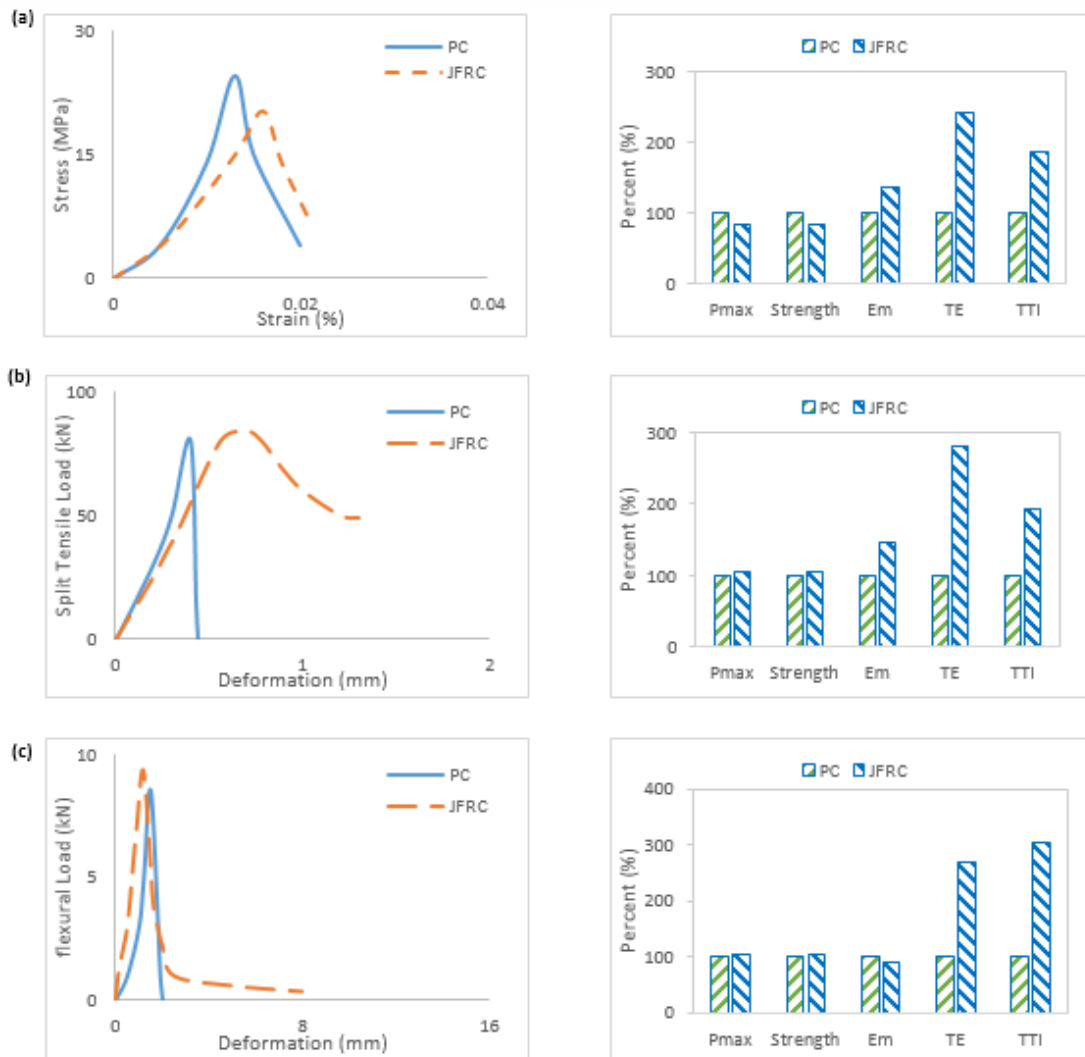 (a)
30
15
0
Stress (MPa)
0 0.02 0.04
Strain (%)
PC
JFRC
PC JFRC
300
200
100
0
Percent (%)
Pmax Strength Em TE TTI
(b)
100
50
0
Split Tensile Load (kN)
0 1 2
Deformation (mm)
PC
JFRC
PC JFRC
300
200
100
0
Percent (%)
Pmax Strength Em TE TTI
(c)
10
5
0
flexural Load (kN)
0 8 16
Deformation (mm)
PC
JFRC
PC JFRC
400
300
200
100
0
Percent (%)
Pmax Strength Em TE TTI